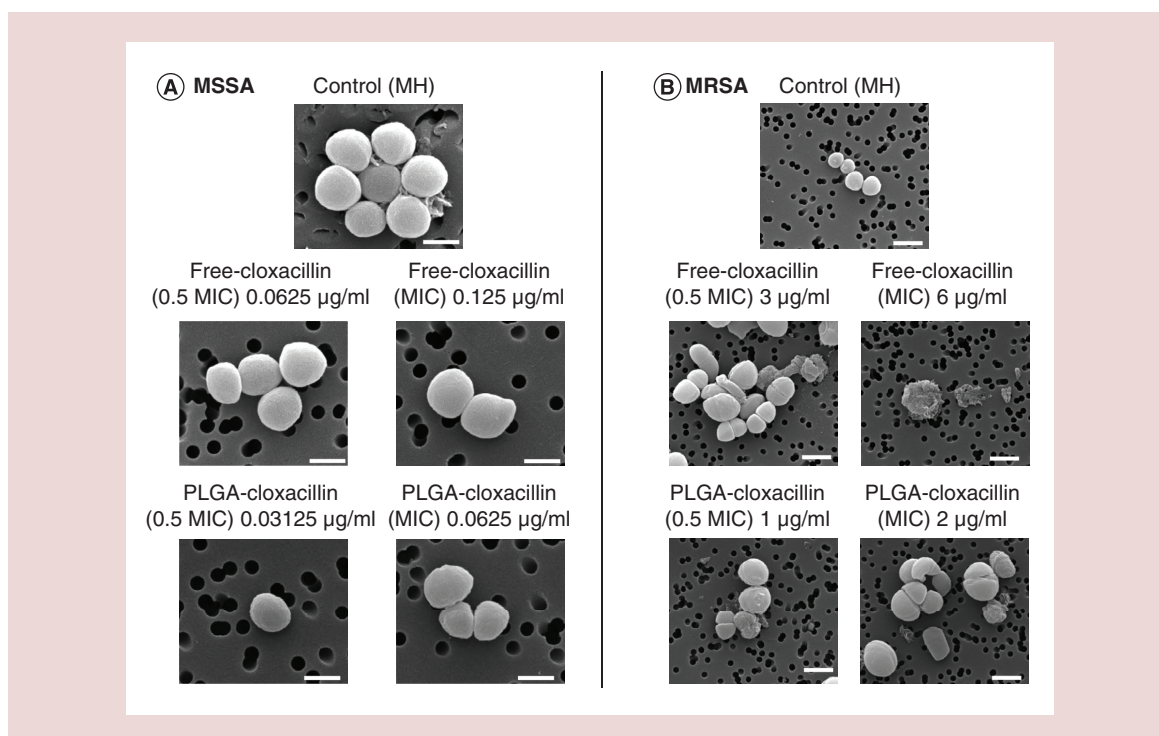 A MSSA Control (MH)
Free-cloxacillin
(0.5 MIC) 0.0625 µg/ml
Free-cloxacillin
(MIC) 0.125 µg/ml
PLGA-cloxacillin
(0.5 MIC) 0.03125 µg/ml
PLGA-cloxacillin
(MIC) 0.0625 µg/ml
B MRSA Control (MH)
Free-cloxacillin
(0.5 MIC) 3 µg/ml
Free-cloxacillin
(MIC) 6 µg/ml
PLGA-cloxacillin
(0.5 MIC) 1 µg/ml
PLGA-cloxacillin
(MIC) 2 µg/ml